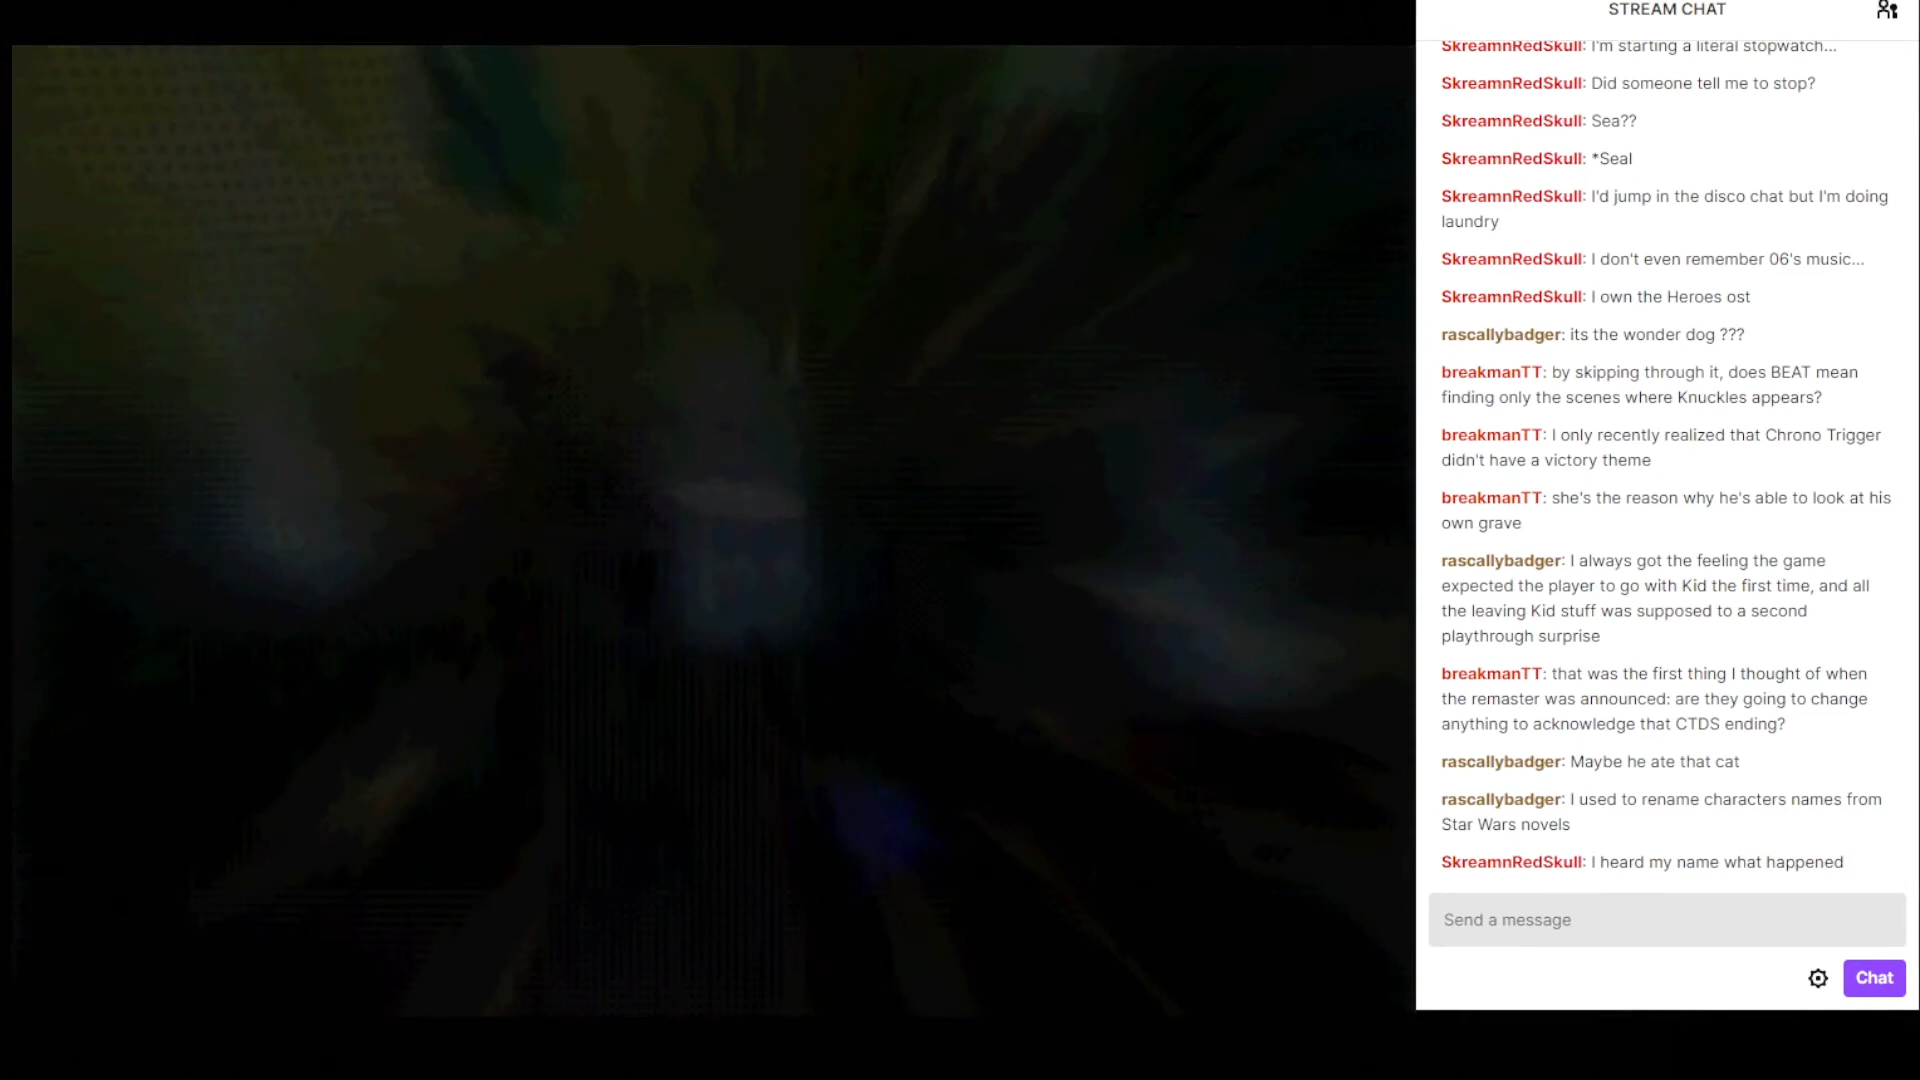 STREAM CHAT
SkreamnRedSkull: I'm starting a literal stopwatch...
SkreamnRedSkull: Did someone tell me to stop?
SkreamnRedSkull: Sea??
SkreamnRedSkull: *Seal
SkreamnRedSkull: I'd jump in the disco chat but I'm doing
laundry
SkreamnRedSkull: I don't even remember 06's music...
SkreamnRedSkull: I own the Heroes ost
rascallybadger: its the wonder dog ???
breakmanTT: by skipping through it, does BEAT mean
finding only the scenes where Knuckles appears?
breakmanTT: I only recently realized that Chrono Trigger
didn't have a victory theme
breakmanTT: she's the reason why he's able to look at his
own grave
rascallybadger: I always got the feeling the game
expected the player to go with Kid the first time, and all
the leaving Kid stuff was supposed to a second
playthrough surprise
breakmanTT: that was the first thing I thought of when
the remaster was announced: are they going to change
anything to acknowledge that CTDS ending?
rascallybadger: Maybe he ate that cat
rascallybadger: I used to rename characters names from
Star Wars novels
SkreamnRedSkull: I heard my name what happened
Send a message
Chat